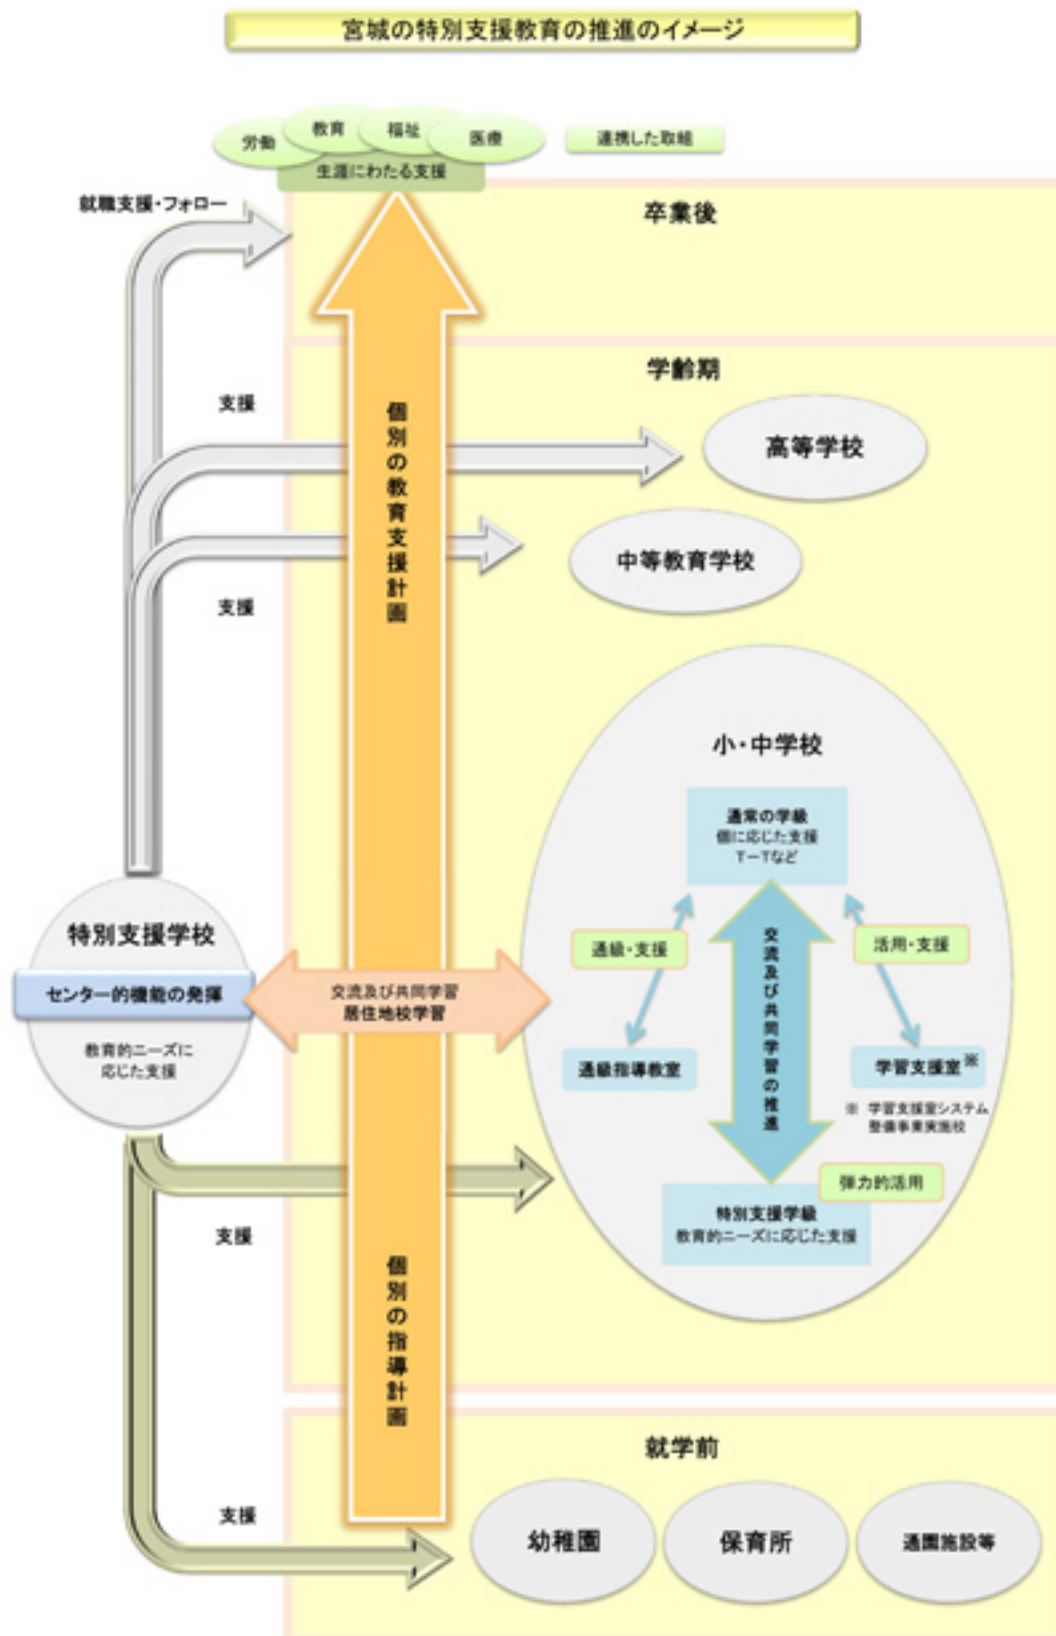 宮城の特別支援教育の推進のイメージ
労働
教育
福祉
医療
連携した取組
生涯にわたる支援
就職支援・フォロー
卒業後
学齢期
支援
高等学校
個別の教育支援計画
中等教育学校
支援
小・中学校
通常の学級
個に応じた支援
T－Tなど
特別支援学校
センター的機能の発揮
教育的ニーズに
応じた支援
交流及び共同学習
居住地校学習
通級・支援
活用・支援
交流及び共同学習の推進
通級指導教室
学習支援室※
※ 学習支援室システム
整備事業実施校
弾力的活用
特別支援学級
教育的ニーズに応じた支援
支援
個別の指導計画
就学前
支援
幼稚園
保育所
通園施設等